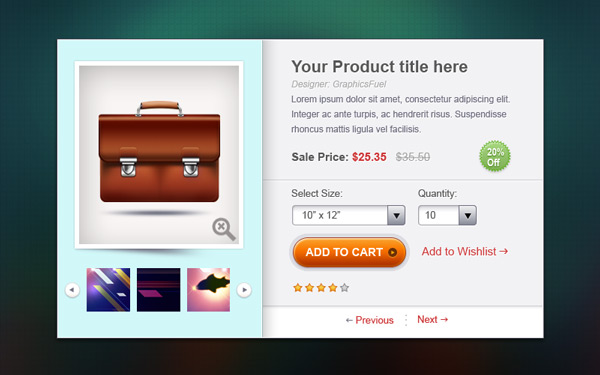 Your Product title here
Designer: GraphicsFuel
Lorem ipsum dolor sit amet, consectetur adipiscing elit.
Integer ac ante turpis, ac hendrerit risus. Suspendisse
rhoncus mattis ligula vel facilisis.
Sale Price: $25.35 $35.50
20%
Off
Select Size:
Quantity:
10" x 12"
10
ADD TO CART
Add to Wishlist →
← Previous
Next →